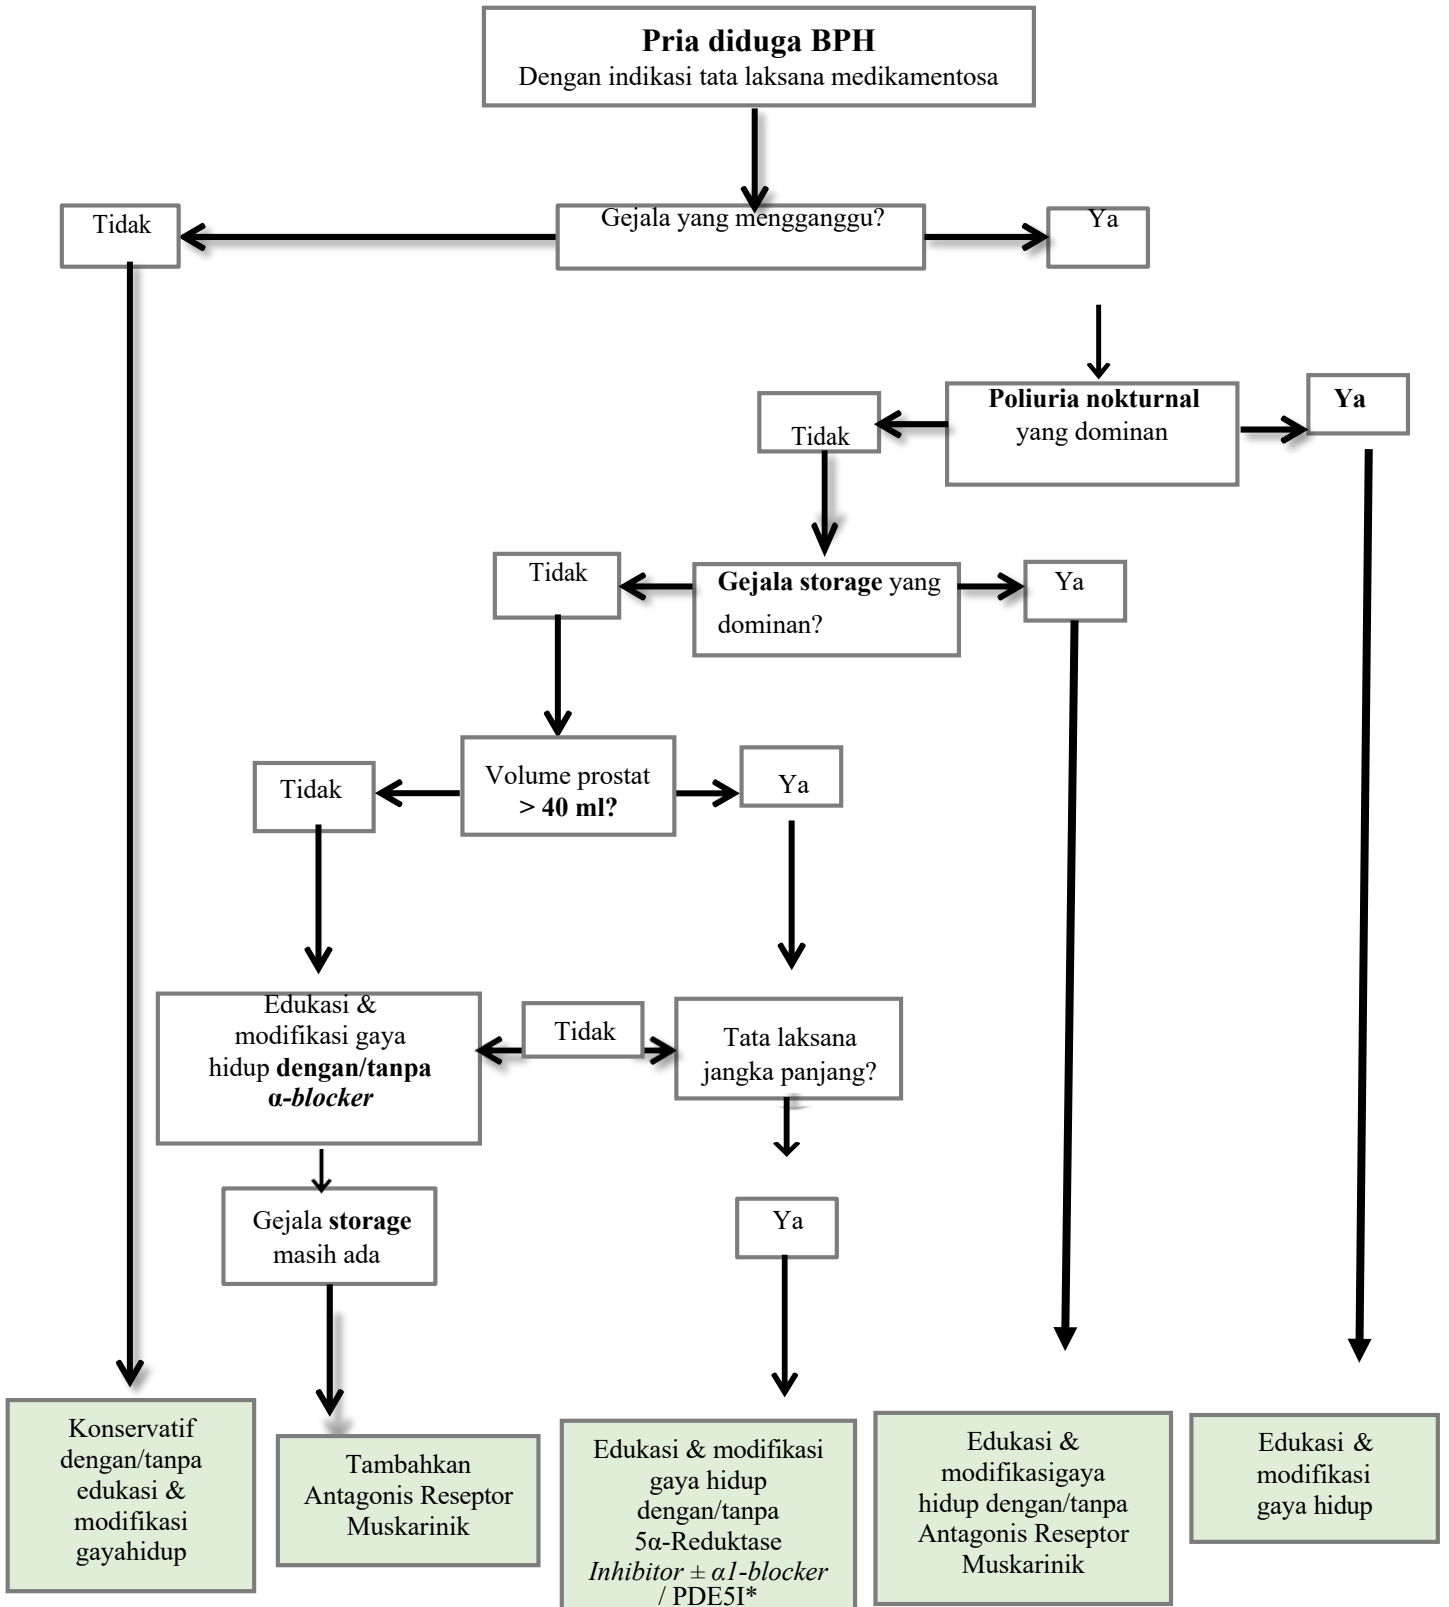 Pria diduga BPH
Dengan indikasi tata laksana medikamentosa
Tidak
Gejala yang mengganggu?
Ya
Tidak
Poliuria nokturnal
yang dominan
Ya
Tidak
Gejala storage yang
dominan?
Ya
Tidak
Volume prostat
> 40 ml?
Ya
Edukasi &
modifikasi gaya
hidup dengan/tanpa
α-blocker
Tidak
Tata laksana
jangka panjang?
Gejala storage
masih ada
Ya
Konservatif
dengan/tanpa
edukasi &
modifikasi
gayahidup
Tambahkan
Antagonis Reseptor
Muskarinik
Edukasi & modifikasi
gaya hidup
dengan/tanpa
5α-Reduktase
Inhibitor ± α1-blocker
/ PDE5I*
Edukasi &
modifikasigaya
hidup dengan/tanpa
Antagonis Reseptor
Muskarinik
Edukasi &
modifikasi
gaya hidup